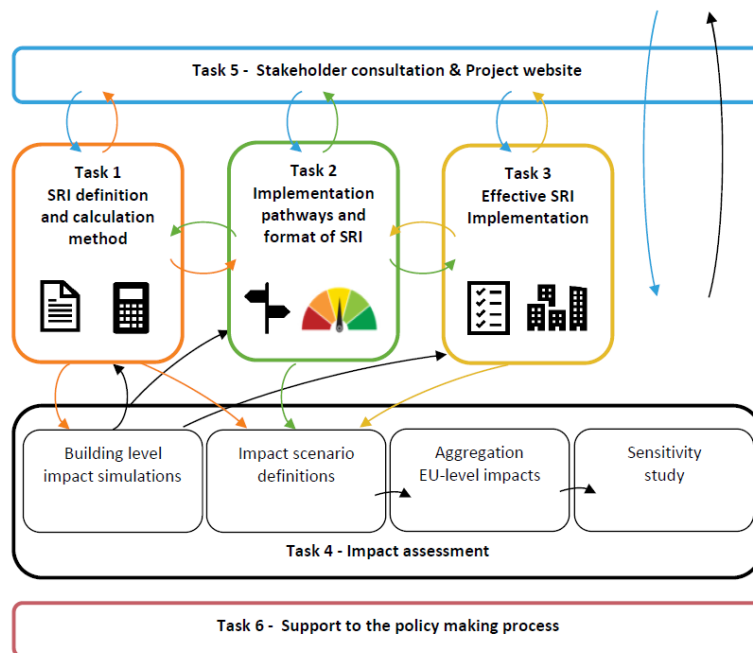 Task 5 - Stakeholder consultation & Project website
Task 1
SRI definition
and calculation
method
Task 2
Implementation
pathways and
format of SRI
Task 3
Effective SRI
Implementation
Building level
impact simulations
Impact scenario
definitions
Aggregation
EU-level impacts
Sensitivity
study
Task 4 - Impact assessment
Task 6 - Support to the policy making process